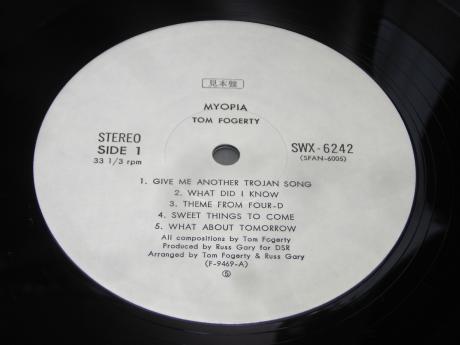 見本盤
MYOPIA
TOM FOGERTY
STEREO
SIDE 1
33 1/3 rpm
SWX-6242
(SFAN-6005)
1. GIVE ME ANOTHER TROJAN SONG
2. WHAT DID I KNOW
3. THEME FROM FOUR-D
4. SWEET THINGS TO COME
5. WHAT ABOUT TOMORROW
All compositions by Tom Fogerty
Produced by Russ Gary for DSR
Arranged by Tom Fogerty & Russ Gary
(F-9469-A)